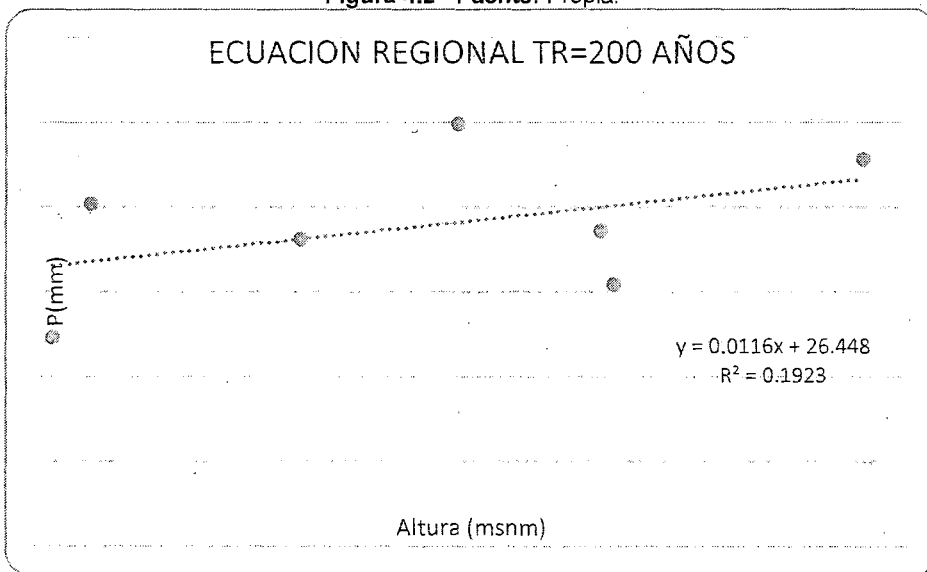 Figura 4.2 Fuente: Propia.
ECUACION REGIONAL TR=200 AÑOS
P(mm)
y = 0.0116x + 26.448
R² = 0.1923
Altura (msnm)